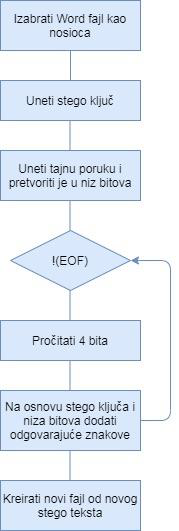 Izabrati Word fajl kao
nosioca
Uneti stego ključ
Uneti tajnu poruku i
pretvoriti je u niz bitova
!(EOF)
Pročitati 4 bita
Na osnovu stego ključa i
niza bitova dodati
odgovarajuće znakove
Kreirati novi fajl od novog
stego teksta